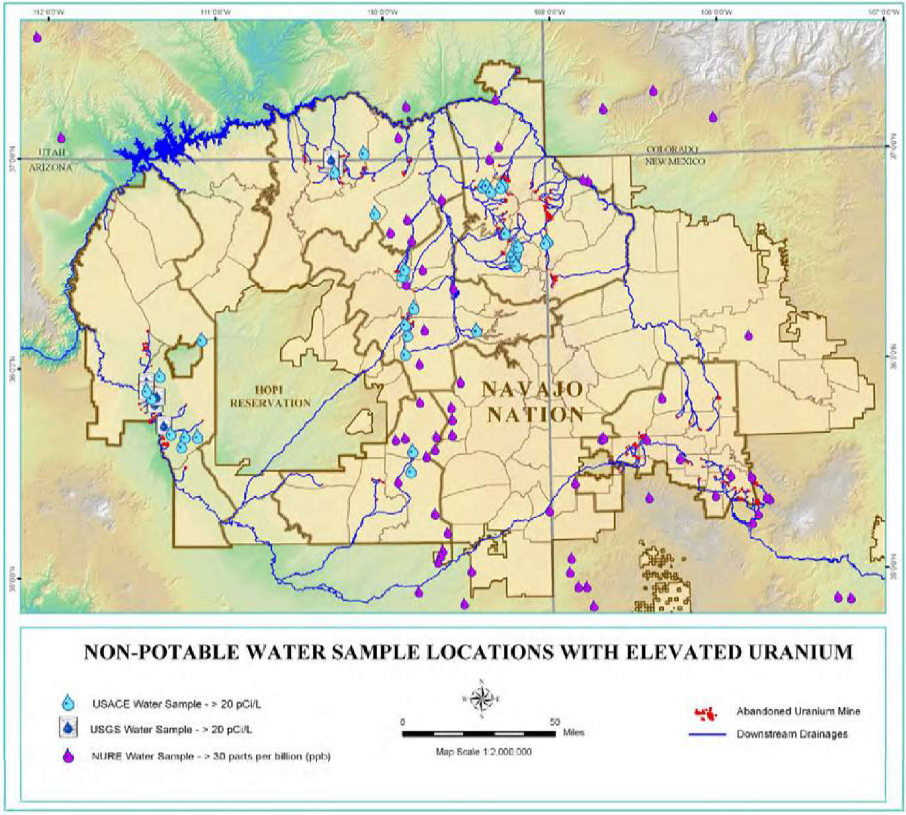 112°0'0"W 111°0'0"W 110°0'0"W 109°0'0"W 108°0'0"W 107°0'0"W
UTAH
ARIZONA
COLORADO
NEW MEXICO
37°0'0"N 37°0'0"N
36°0'0"N 36°0'0"N
HOPI
RESERVATION
NAVAJO
NATION
35°0'0"N 35°0'0"N
NON-POTABLE WATER SAMPLE LOCATIONS WITH ELEVATED URANIUM
USACE Water Sample - > 20 pCi/L
USGS Water Sample - > 20 pCi/L
NURE Water Sample - > 30 parts per billion (ppb)
N
W E
S
0 50
Miles
Map Scale 1:2,000,000
Abandoned Uranium Mine
Downstream Drainages